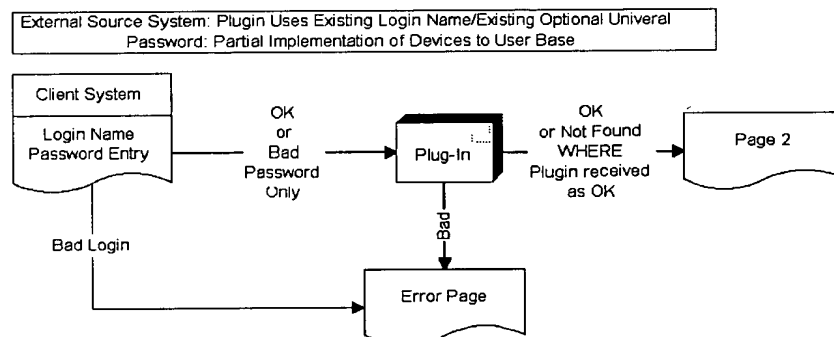 External Source System: Plugin Uses Existing Login Name/Existing Optional Univeral
Password: Partial Implementation of Devices to User Base
Client System
Login Name
Password Entry
OK
or
Bad
Password
Only
Plug-In
OK
or Not Found
WHERE
Plugin received
as OK
Page 2
Bad Login
Bad
Error Page